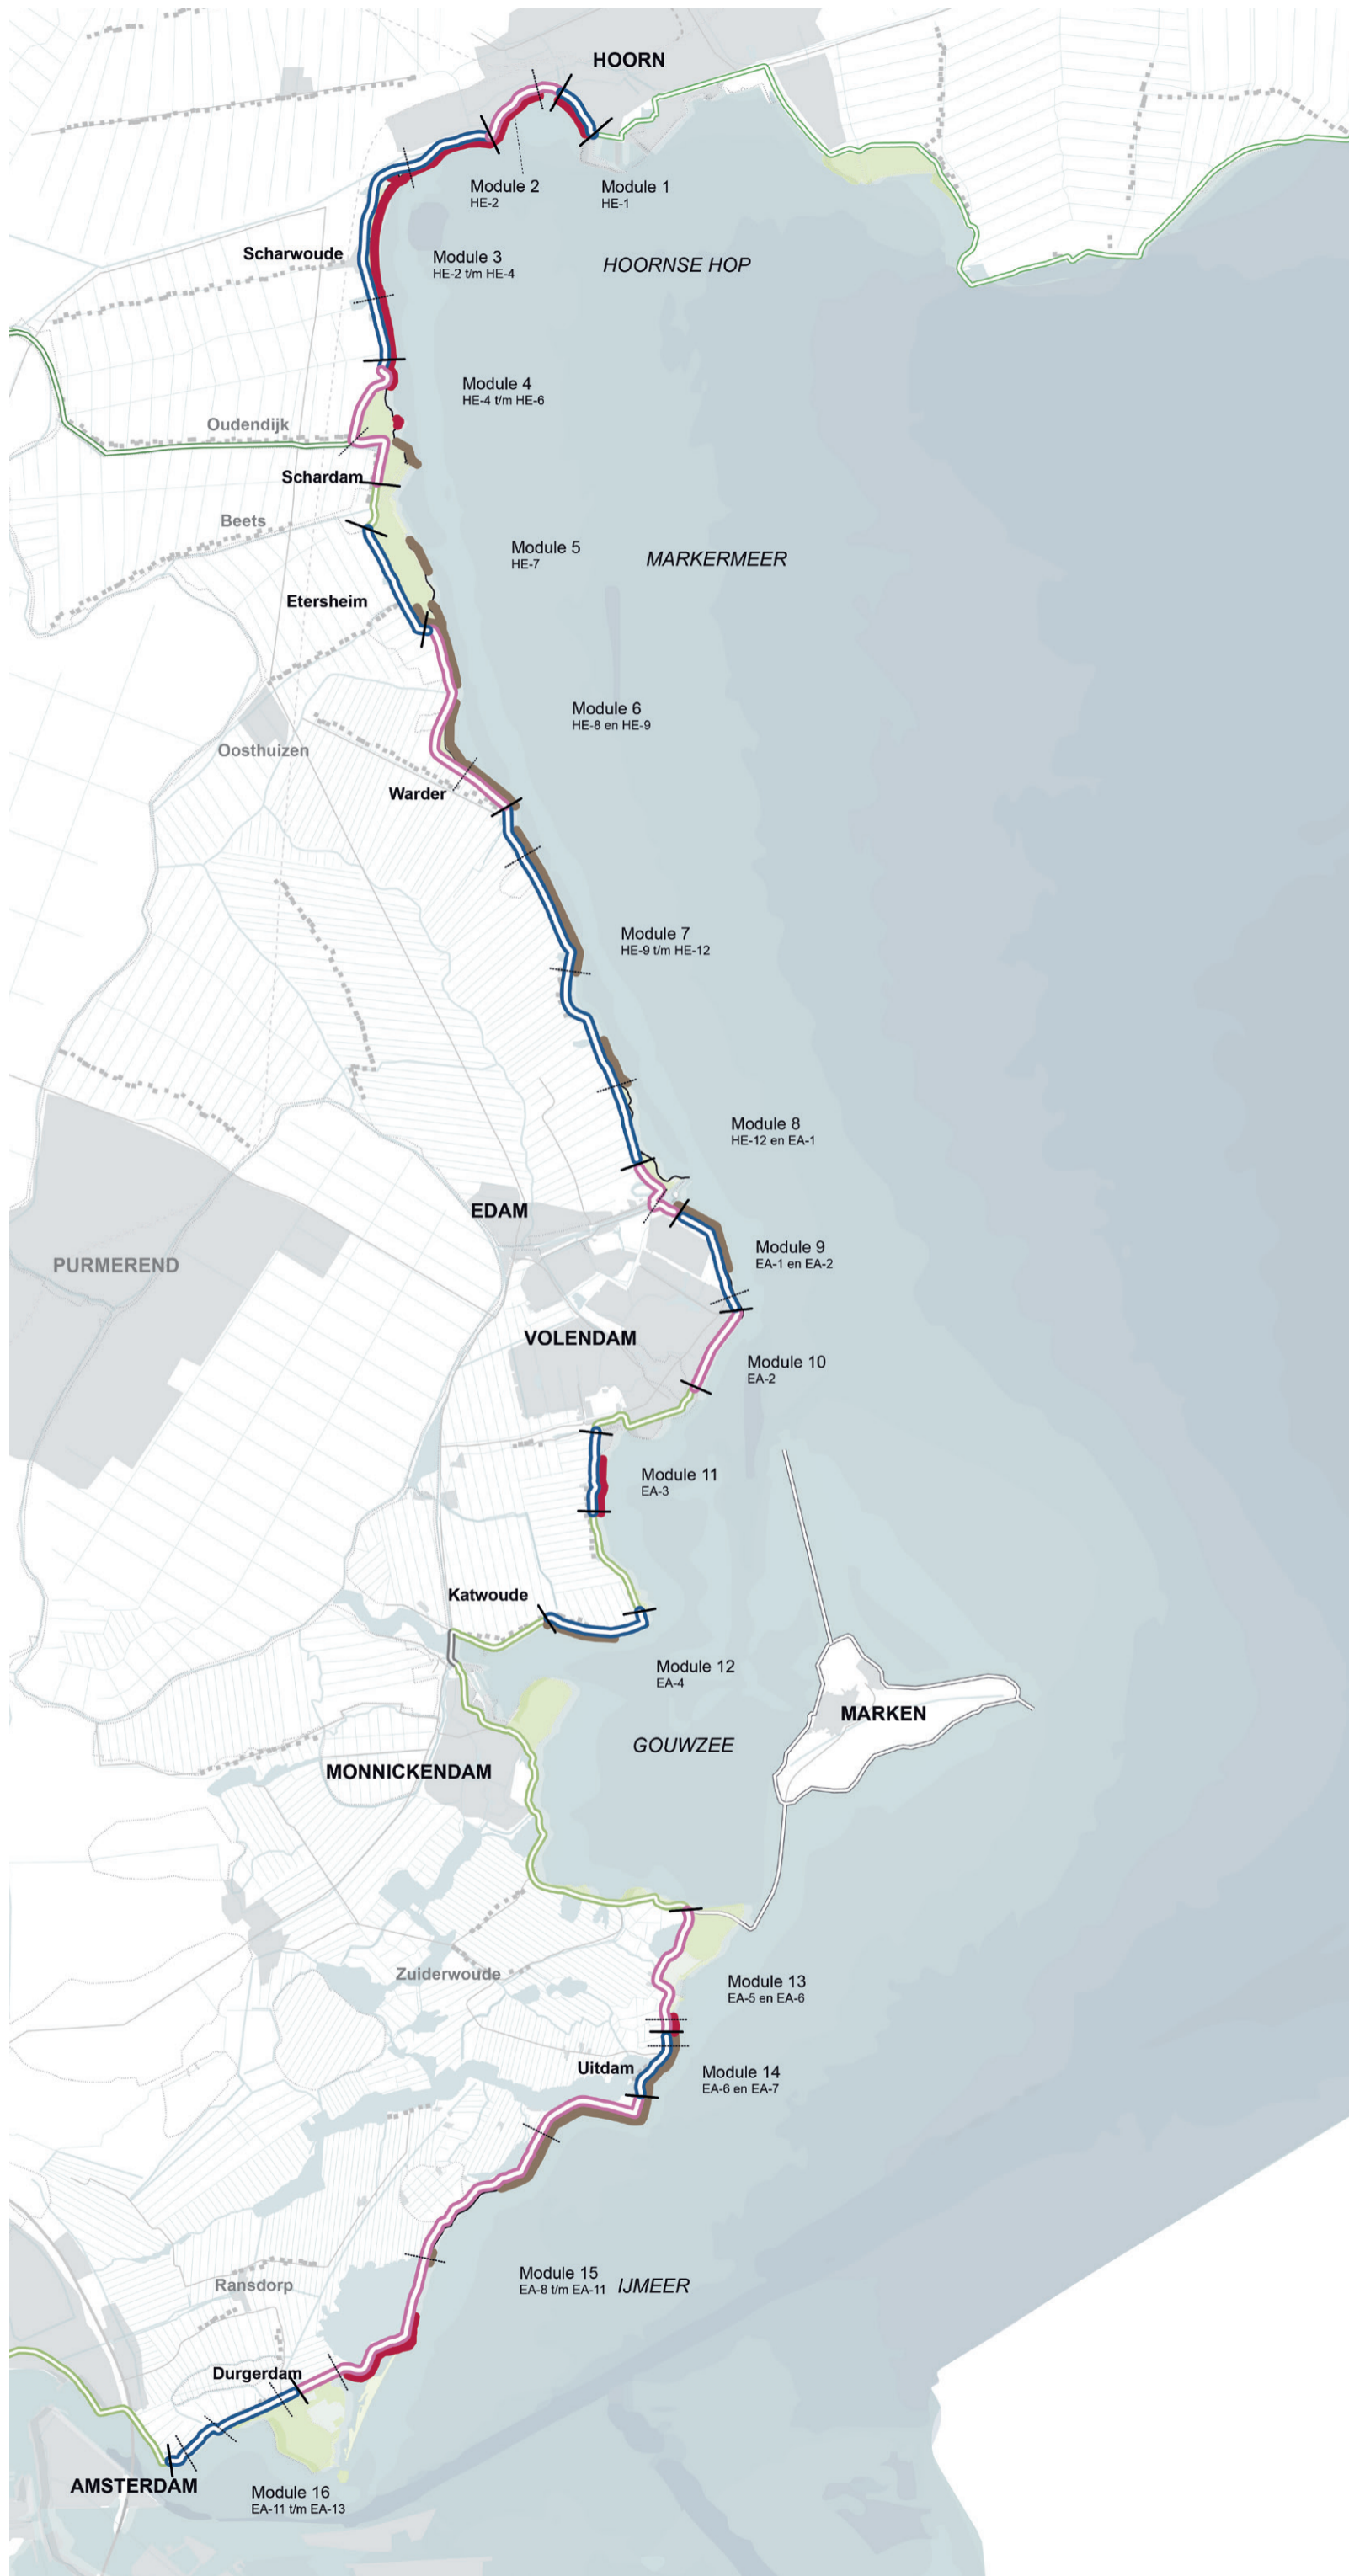 HOORN
Module 2
HE-2
Module 1
HE-1
Scharwoude
Module 3
HE-2 t/m HE-4
HOORNSE HOP
Module 4
HE-4 t/m HE-6
Oudendijk
Schardam
Beets
Module 5
HE-7
MARKERMEER
Etersheim
Module 6
HE-8 en HE-9
Oosthuizen
Warder
Module 7
HE-9 t/m HE-12
Module 8
HE-12 en EA-1
EDAM
Module 9
EA-1 en EA-2
PURMEREND
VOLENDAM
Module 10
EA-2
Module 11
EA-3
Katwoude
Module 12
EA-4
MARKEN
GOUWZEE
MONNICKENDAM
Zuiderwoude
Module 13
EA-5 en EA-6
Uitdam
Module 14
EA-6 en EA-7
Module 15
EA-8 t/m EA-11
IJMEER
Ransdorp
Durgerdam
AMSTERDAM
Module 16
EA-11 t/m EA-13